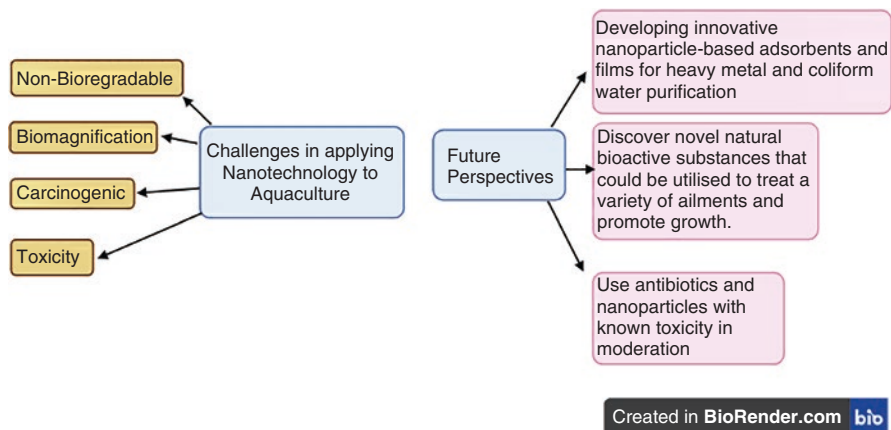 Non-Bioregradable
Biomagnification
Carcinogenic
Toxicity
Challenges in applying
Nanotechnology to
Aquaculture
Future
Perspectives
Developing innovative
nanoparticle-based adsorbents and
films for heavy metal and coliform
water purification
Discover novel natural
bioactive substances that
could be utilised to treat a
variety of ailments and
promote growth.
Use antibiotics and
nanoparticles with
known toxicity in
moderation
Created in BioRender.com bio